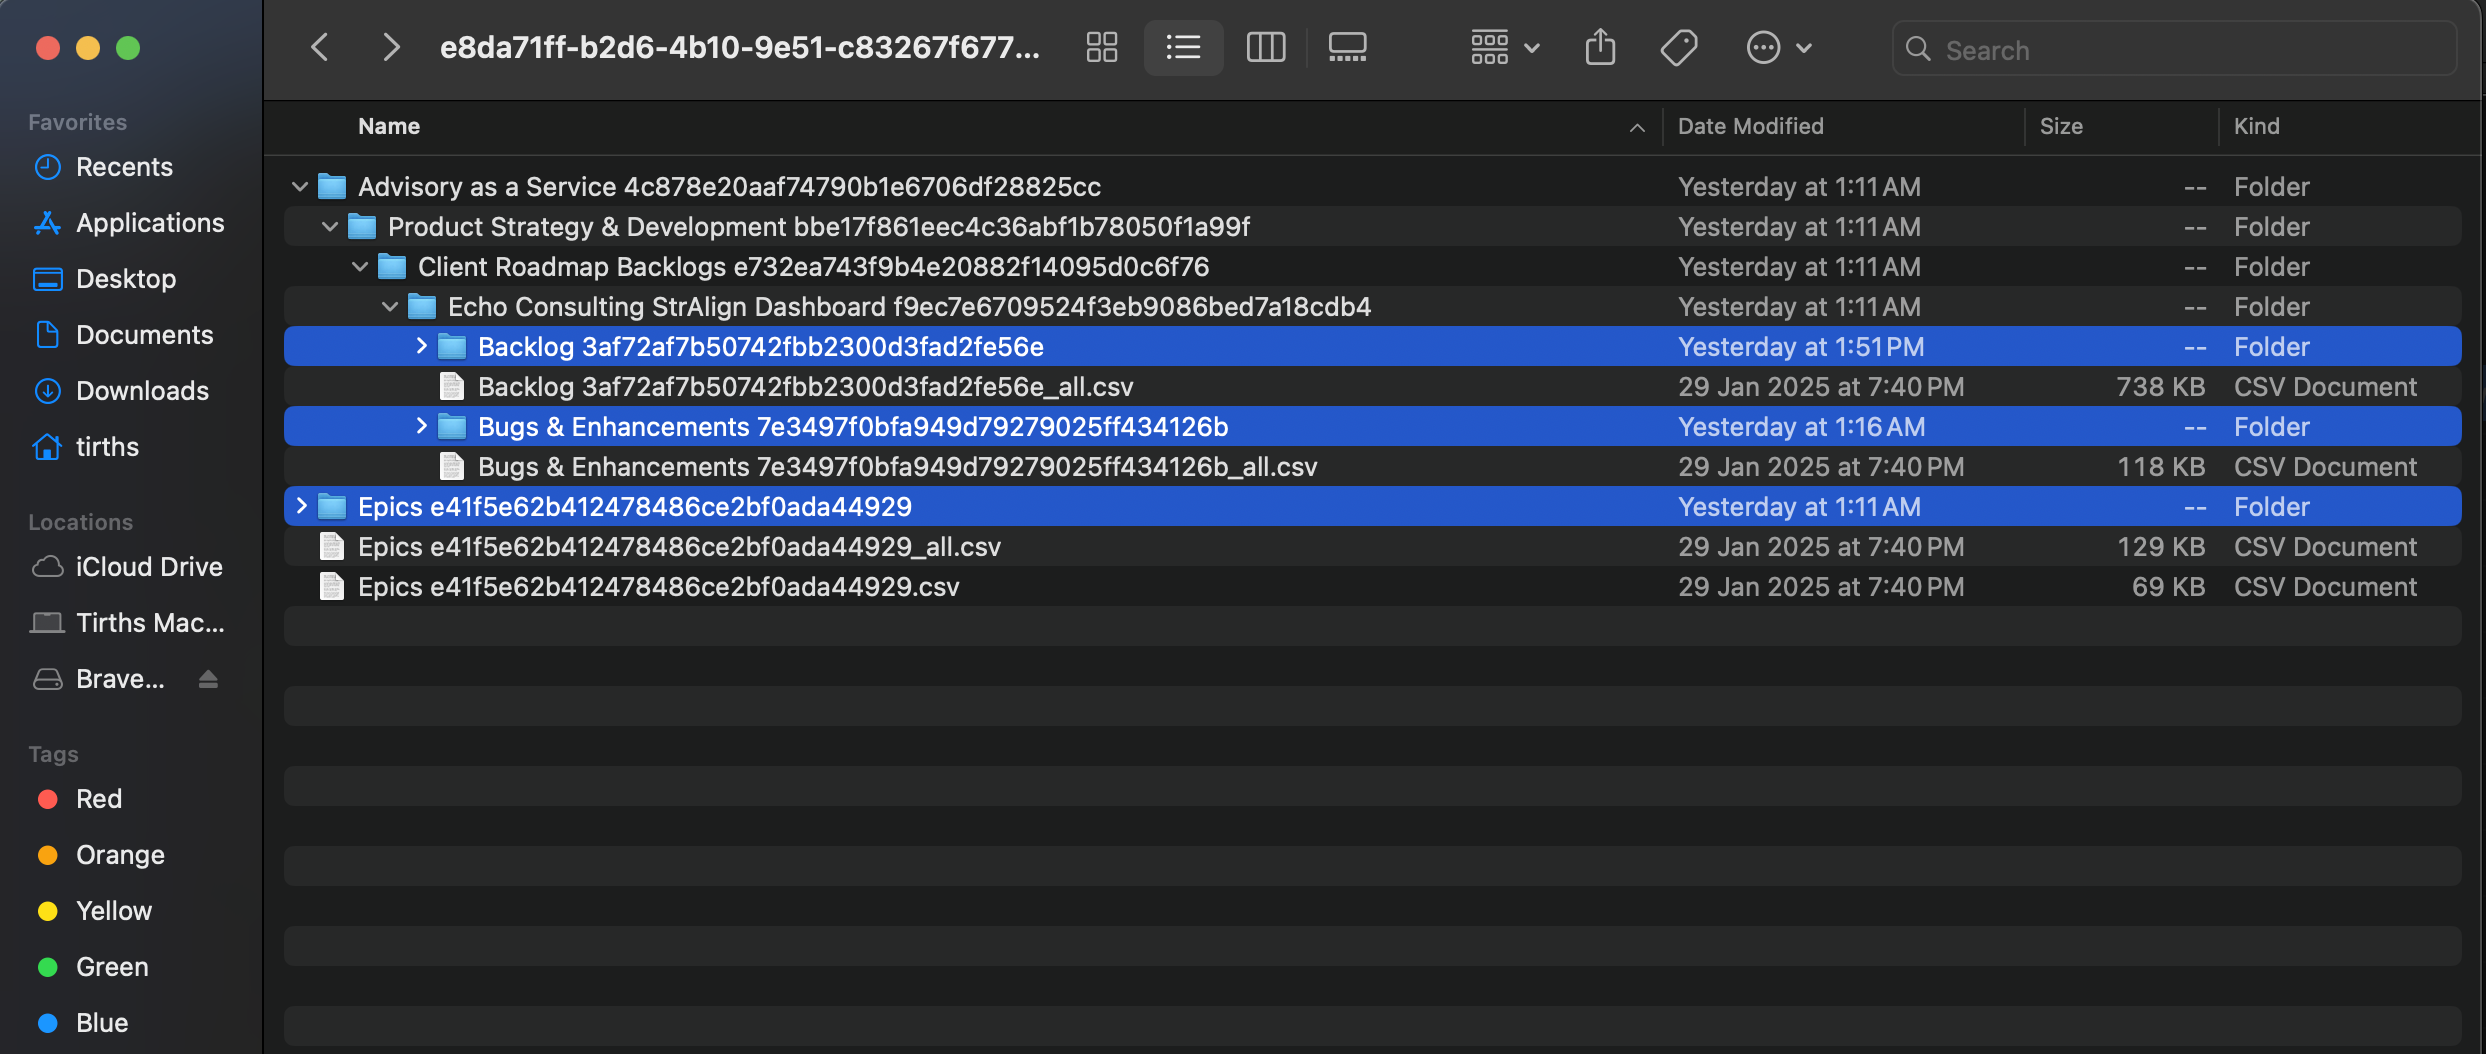 e8da71ff-b2d6-4b10-9e51-c83267f677...
Search
Favorites
Recents
Applications
Desktop
Documents
Downloads
tirths
Locations
iCloud Drive
Tirths Mac...
Brave...
Tags
Red
Orange
Yellow
Green
Blue
Name Date Modified Size Kind
Advisory as a Service 4c878e20aaf74790b1e6706df28825cc Yesterday at 1:11 AM -- Folder
Product Strategy & Development bbe17f861eec4c36abf1b78050f1a99f Yesterday at 1:11 AM -- Folder
Client Roadmap Backlogs e732ea743f9b4e20882f14095d0c6f76 Yesterday at 1:11 AM -- Folder
Echo Consulting StrAlign Dashboard f9ec7e6709524f3eb9086bed7a18cdb4 Yesterday at 1:11 AM -- Folder
Backlog 3af72af7b50742fbb2300d3fad2fe56e Yesterday at 1:51 PM -- Folder
Backlog 3af72af7b50742fbb2300d3fad2fe56e_all.csv 29 Jan 2025 at 7:40 PM 738 KB CSV Document
Bugs & Enhancements 7e3497f0bfa949d79279025ff434126b Yesterday at 1:16 AM -- Folder
Bugs & Enhancements 7e3497f0bfa949d79279025ff434126b_all.csv 29 Jan 2025 at 7:40 PM 118 KB CSV Document
Epics e41f5e62b412478486ce2bf0ada44929 Yesterday at 1:11 AM -- Folder
Epics e41f5e62b412478486ce2bf0ada44929_all.csv 29 Jan 2025 at 7:40 PM 129 KB CSV Document
Epics e41f5e62b412478486ce2bf0ada44929.csv 29 Jan 2025 at 7:40 PM 69 KB CSV Document